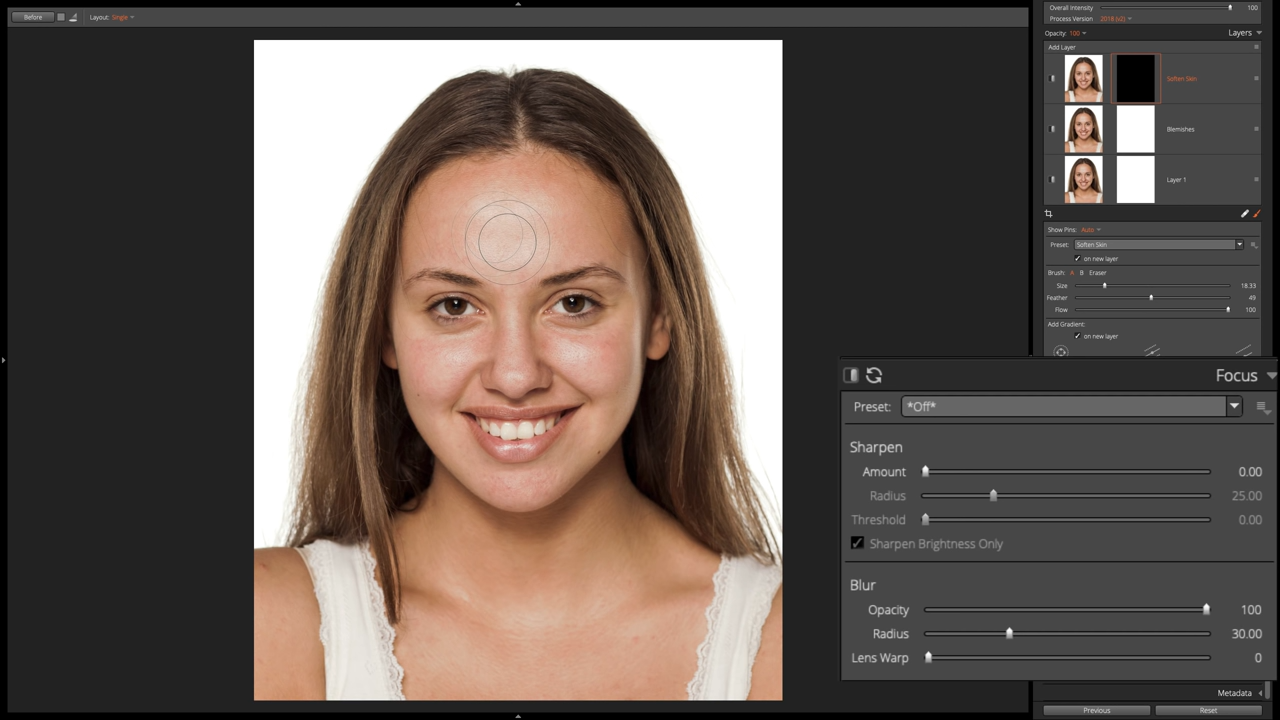 Before
Layout: Single
Overall Intensity 100
Process Version 2018 (v2)
Opacity: 100 Layers
Add Layer
Soften Skin
Blemishes
Layer 1
Show Pins: Auto
Preset: Soften Skin
on new layer
Brush: A B Eraser
Size 18.33
Feather 49
Flow 100
Add Gradient:
on new layer
Focus
Preset: *Off*
Sharpen
Amount 0.00
Radius 25.00
Threshold 0.00
Sharpen Brightness Only
Blur
Opacity 100
Radius 30.00
Lens Warp 0
Metadata
Previous Reset